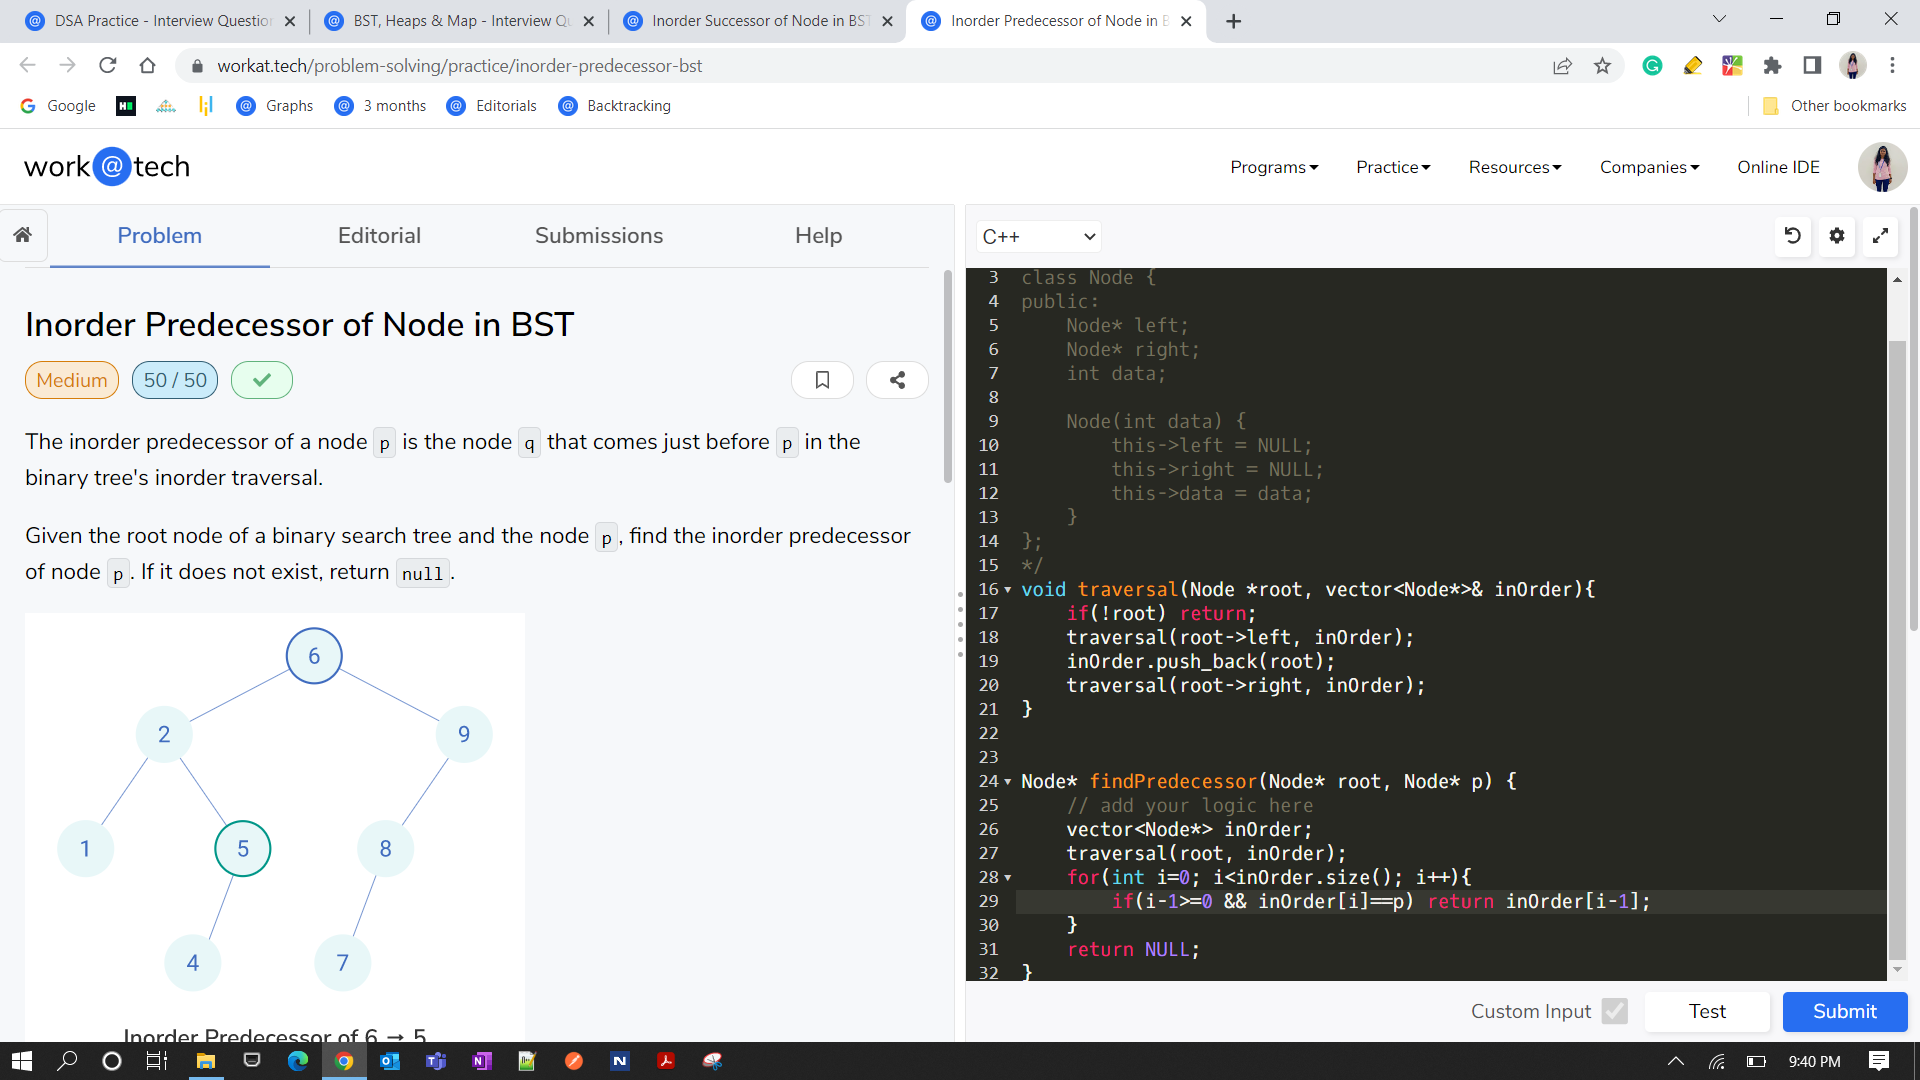 DSA Practice - Interview Question
BST, Heaps & Map - Interview Qu
Inorder Successor of Node in BST
Inorder Predecessor of Node in B
workat.tech/problem-solving/practice/inorder-predecessor-bst
Google
Graphs
3 months
Editorials
Backtracking
Other bookmarks
work@tech
Programs
Practice
Resources
Companies
Online IDE
Problem
Editorial
Submissions
Help
Inorder Predecessor of Node in BST
Medium
50 / 50
The inorder predecessor of a node p is the node q that comes just before p in the
binary tree's inorder traversal.
Given the root node of a binary search tree and the node p, find the inorder predecessor
of node p. If it does not exist, return null.
6
2
9
1
5
8
4
7
Inorder Predecessor of 6 → 5
C++
3 class Node {
4 public:
5 Node* left;
6 Node* right;
7 int data;
8
9 Node(int data) {
10 this->left = NULL;
11 this->right = NULL;
12 this->data = data;
13 }
14 };
15 */
16 void traversal(Node *root, vector<Node*>& inOrder){
17 if(!root) return;
18 traversal(root->left, inOrder);
19 inOrder.push_back(root);
20 traversal(root->right, inOrder);
21 }
22
23
24 Node* findPredecessor(Node* root, Node* p) {
25 // add your logic here
26 vector<Node*> inOrder;
27 traversal(root, inOrder);
28 for(int i=0; i<inOrder.size(); i++){
29 if(i-1>=0 && inOrder[i]==p) return inOrder[i-1];
30 }
31 return NULL;
32 }
Custom Input
Test
Submit
9:40 PM